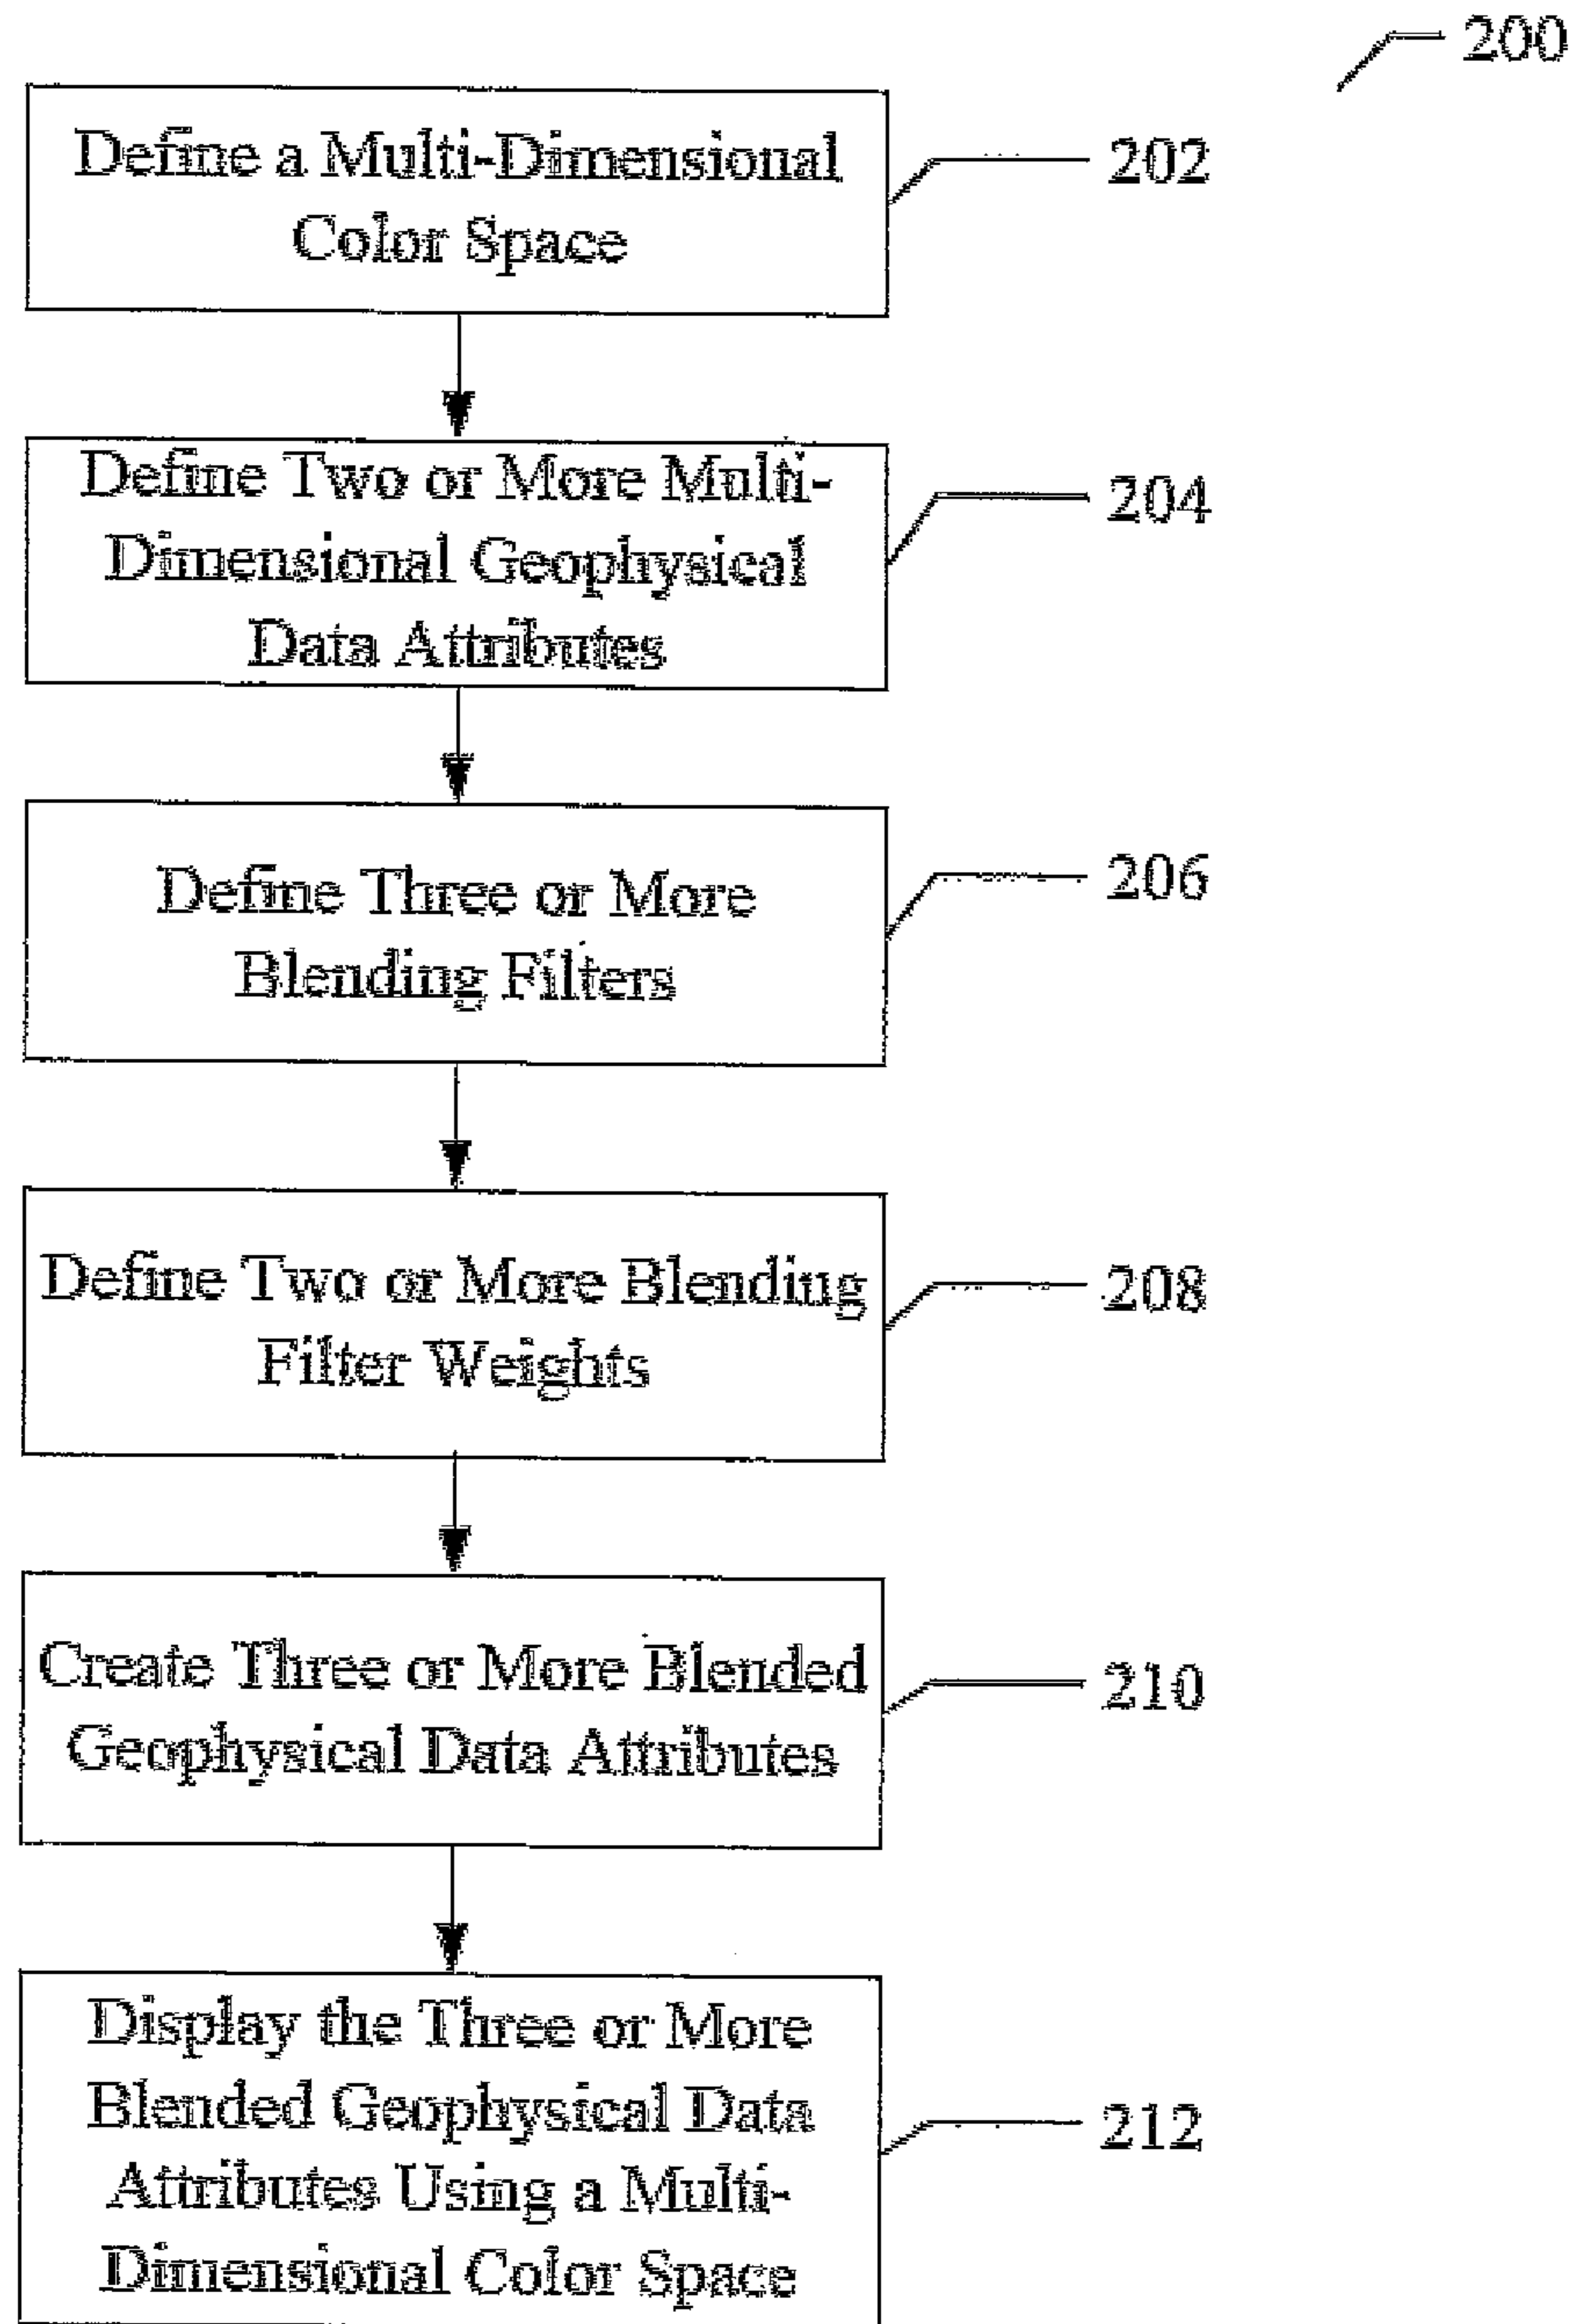 200
Define a Multi-Dimensional
Color Space
202
Define Two or More Multi-
Dimensional Geophysical
Data Attributes
204
Define Three or More
Blending Filters
206
Define Two or More Blending
Filter Weights
208
Create Three or More Blended
Geophysical Data Attributes
210
Display the Three or More
Blended Geophysical Data
Attributes Using a Multi-
Dimensional Color Space
212